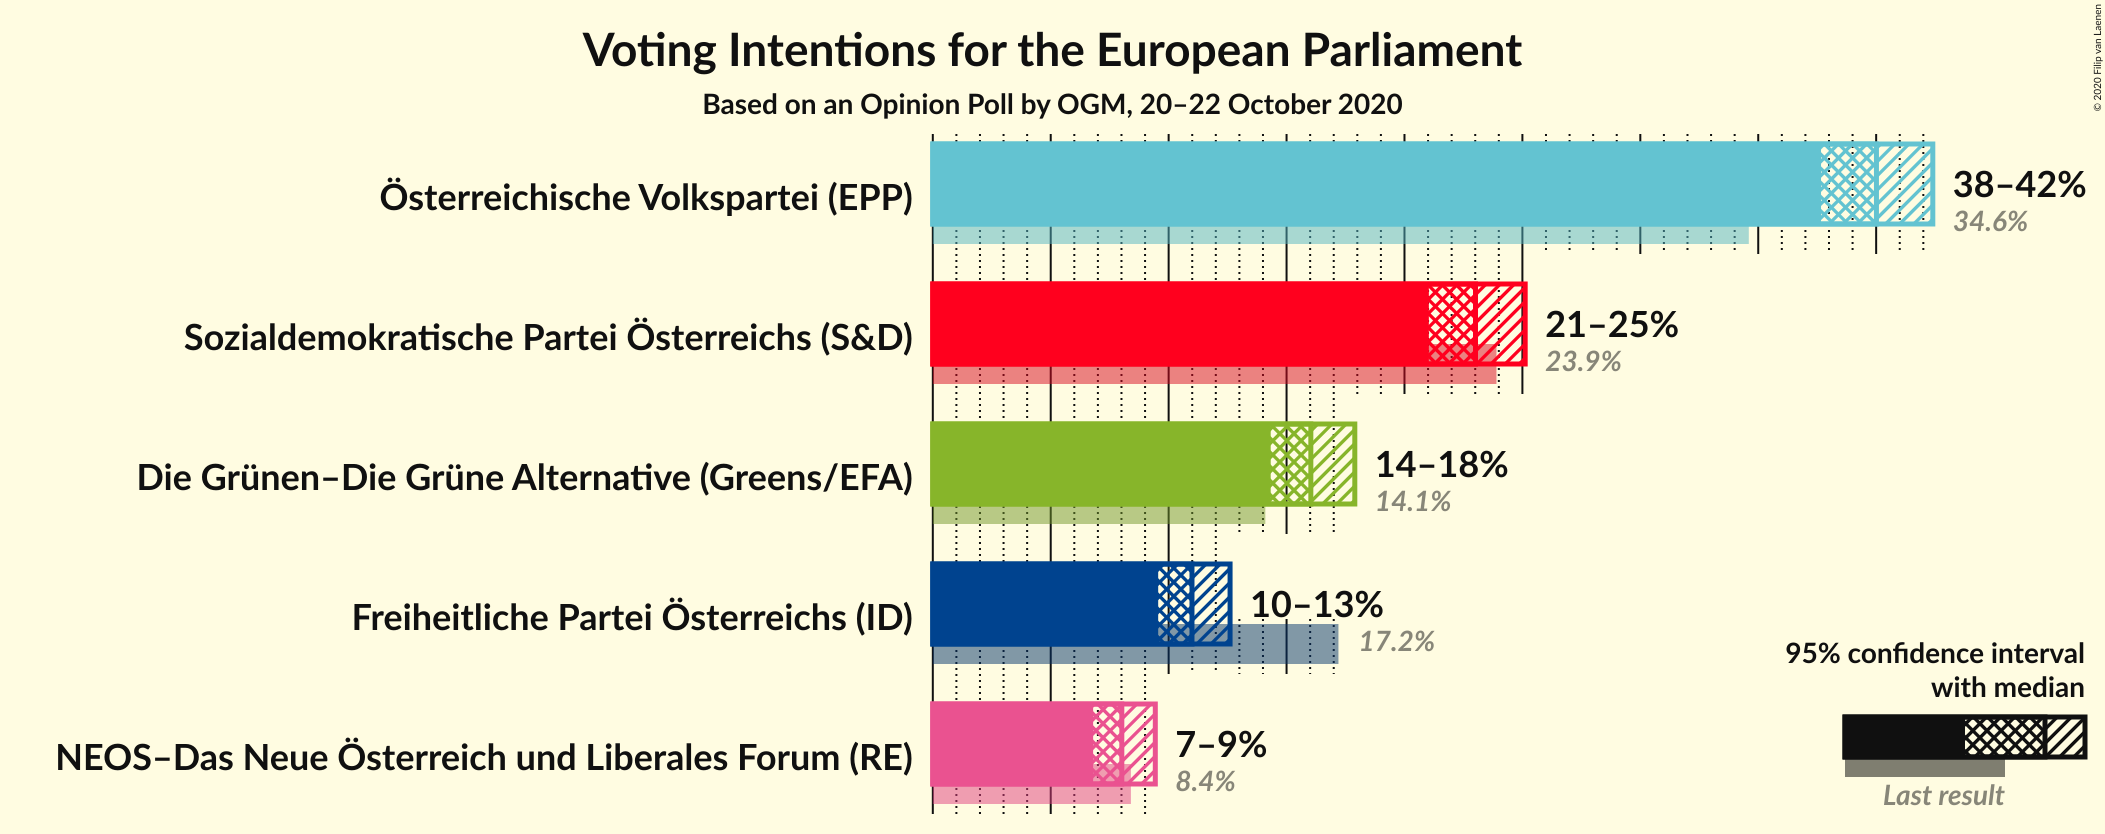 Voting Intentions for the European Parliament
Based on an Opinion Poll by OGM, 20–22 October 2020
© 2020 Filip van Laenen
Österreichische Volkspartei (EPP)
38–42%
34.6%
Sozialdemokratische Partei Österreichs (S&D)
21–25%
23.9%
Die Grünen–Die Grüne Alternative (Greens/EFA)
14–18%
14.1%
Freiheitliche Partei Österreichs (ID)
10–13%
17.2%
NEOS–Das Neue Österreich und Liberales Forum (RE)
7–9%
8.4%
95% confidence interval
with median
Last result